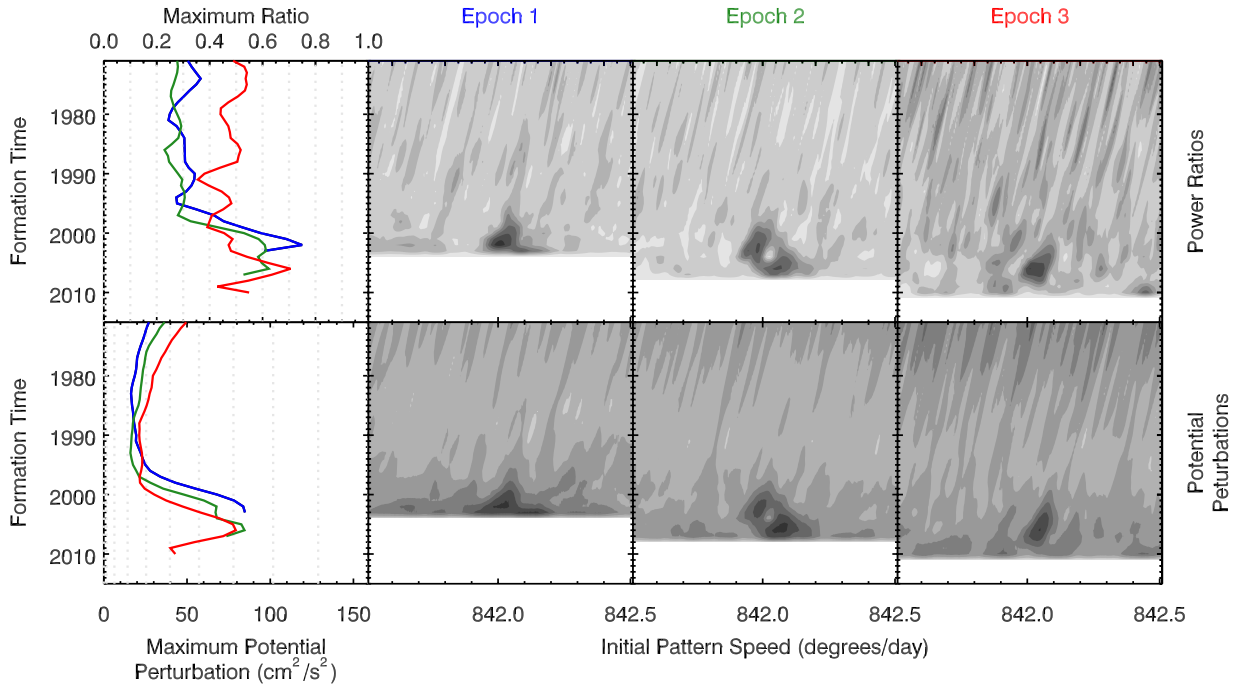 Maximum Ratio
Epoch 1
Epoch 2
Epoch 3
0.0 0.2 0.4 0.6 0.8 1.0
Formation Time
1980
1990
2000
2010
Power Ratios
Formation Time
1980
1990
2000
2010
Potential
Peturbations
0 50 100 150
842.0 842.5 842.0 842.5 842.0 842.5
Maximum Potential
Perturbation (cm²/s²)
Initial Pattern Speed (degrees/day)